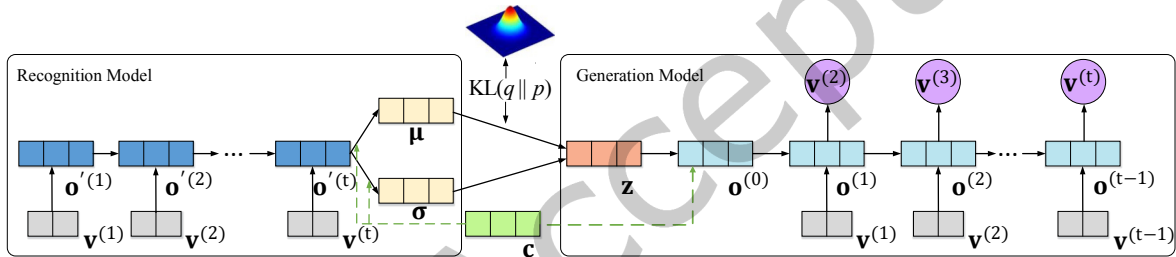 Recognition Model
KL(q || p)
Generation Model
v(2)
v(3)
v(t)
μ
...
...
o′(1)
o′(2)
o′(t)
σ
z
o(0)
o(1)
o(2)
o(t−1)
v(1)
v(2)
v(t)
c
v(1)
v(2)
v(t−1)